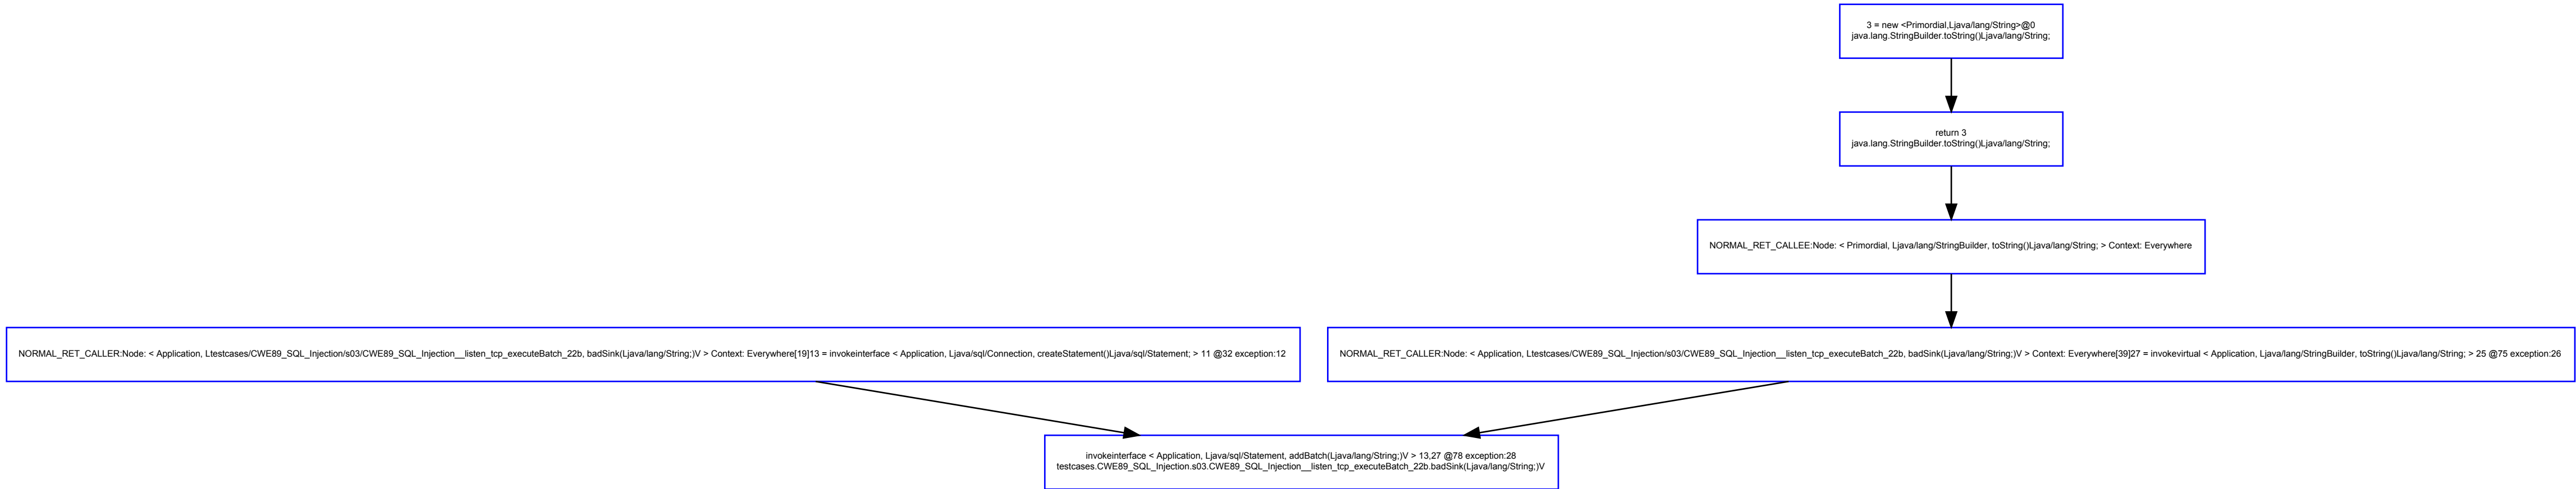 3 = new <Primordial,Ljava/lang/String>@0
java.lang.StringBuilder.toString()Ljava/lang/String;
return 3
java.lang.StringBuilder.toString()Ljava/lang/String;
NORMAL_RET_CALLEE:Node: < Primordial, Ljava/lang/StringBuilder, toString()Ljava/lang/String; > Context: Everywhere
NORMAL_RET_CALLER:Node: < Application, Ltestcases/CWE89_SQL_Injection/s03/CWE89_SQL_Injection__listen_tcp_executeBatch_22b, badSink(Ljava/lang/String;)V > Context: Everywhere[19]13 = invokeinterface < Application, Ljava/sql/Connection, createStatement()Ljava/sql/Statement; > 11 @32 exception:12
NORMAL_RET_CALLER:Node: < Application, Ltestcases/CWE89_SQL_Injection/s03/CWE89_SQL_Injection__listen_tcp_executeBatch_22b, badSink(Ljava/lang/String;)V > Context: Everywhere[39]27 = invokevirtual < Application, Ljava/lang/StringBuilder, toString()Ljava/lang/String; > 25 @75 exception:26
invokeinterface < Application, Ljava/sql/Statement, addBatch(Ljava/lang/String;)V > 13,27 @78 exception:28
testcases.CWE89_SQL_Injection.s03.CWE89_SQL_Injection__listen_tcp_executeBatch_22b.badSink(Ljava/lang/String;)V